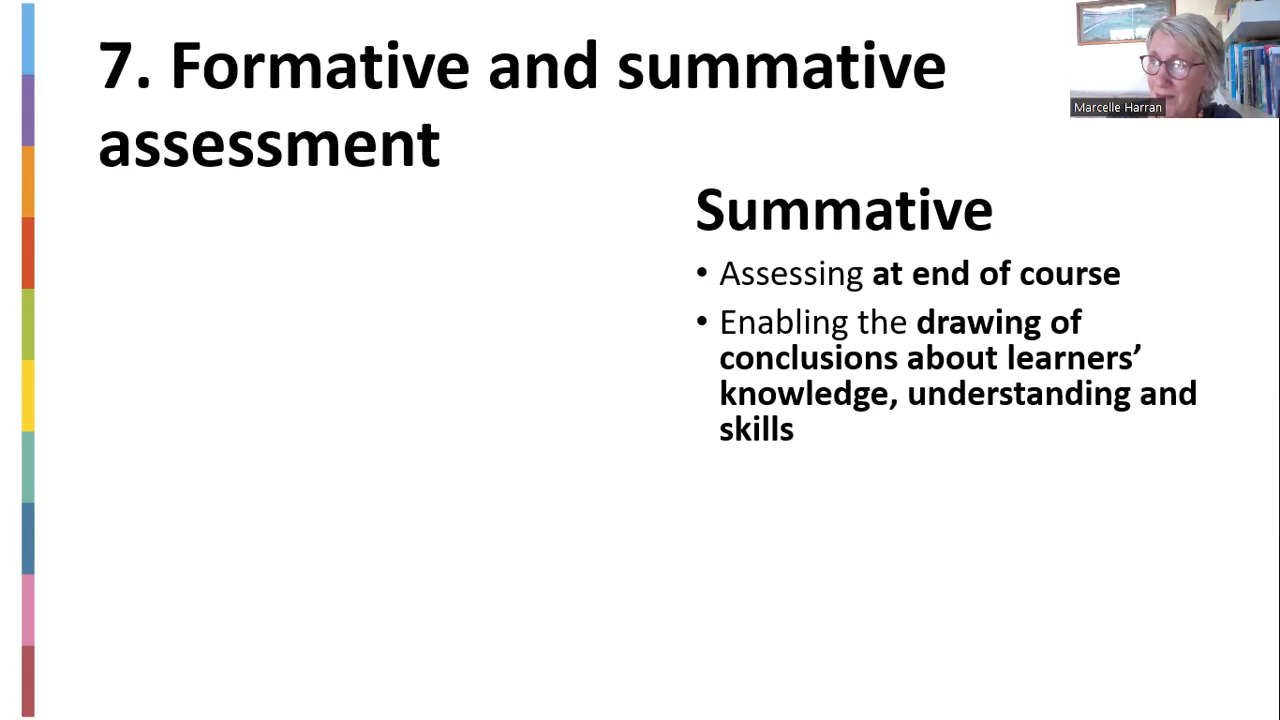 7. Formative and summative
assessment
Marcelle Harran
Summative
• Assessing at end of course
• Enabling the drawing of
conclusions about learners’
knowledge, understanding and
skills